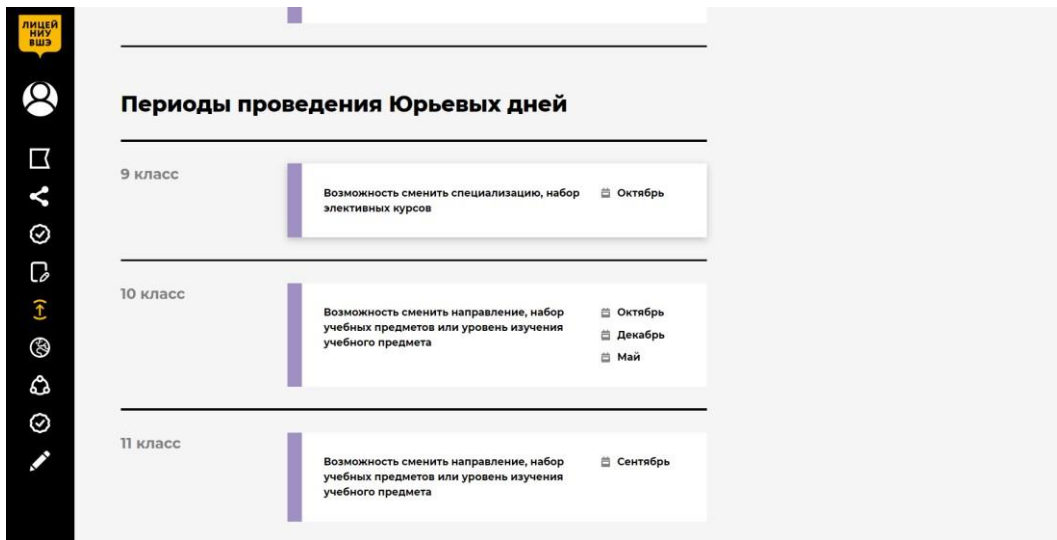 ЛИЦЕЙ
НИУ
ВШЭ
Периоды проведения Юрьевых дней
9 класс
Возможность сменить специализацию, набор
элективных курсов
Октябрь
10 класс
Возможность сменить направление, набор
учебных предметов или уровень изучения
учебного предмета
Октябрь
Декабрь
Май
11 класс
Возможность сменить направление, набор
учебных предметов или уровень изучения
учебного предмета
Сентябрь